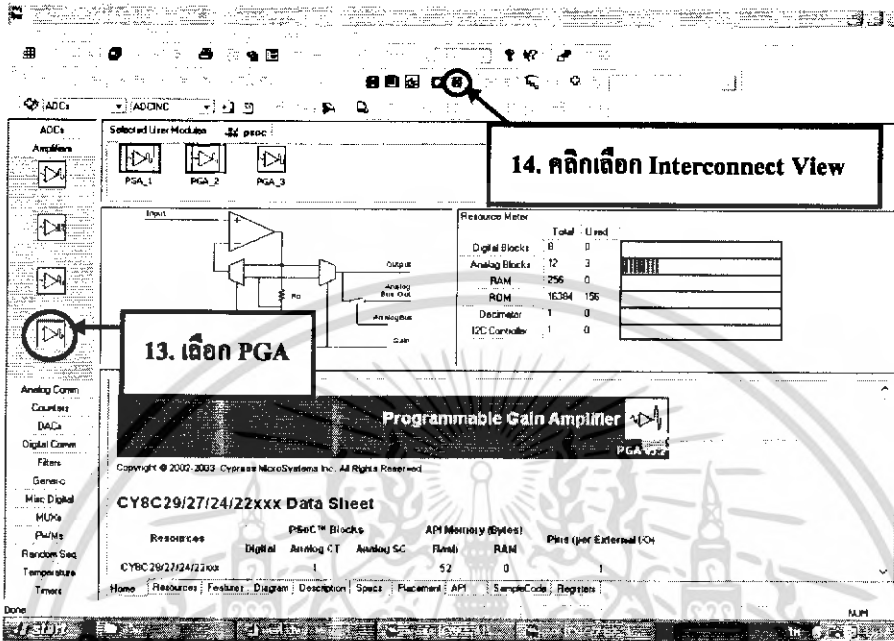 ADCs
ADCINC
ADCs
Amplifiers
Selected User Modules
psoc
PGA_1
PGA_2
PGA_3
14. คลิกเลือก Interconnect View
Input
Output
Analog
Bus Out
AnalogBus
Gain
Resource Meter
Total Used
Digital Blocks 8 0
Analog Blocks 12 3
RAM 256 0
ROM 16384 156
Decimator 1 0
I2C Controller 1 0
13. เลือก PGA
Analog Comm
Counters
DACs
Digital Comm
Filters
Generic
Misc Digital
MUXs
PWMs
Random Seq
Temperature
Timers
Programmable Gain Amplifier
PGA v3.2
Copyright © 2002-2003 Cypress MicroSystems Inc. All Rights Reserved
CY8C29/27/24/22xxx Data Sheet
Resources
PSoC™ Blocks
API Memory (Bytes)
Pins (per External I/O)
Digital Analog CT Analog SC Flash RAM
CY8C29/27/24/22xxx 1 52 0 1
Home Resources Features Diagram Description Specs Placement API SampleCode Registers
Done
NUM